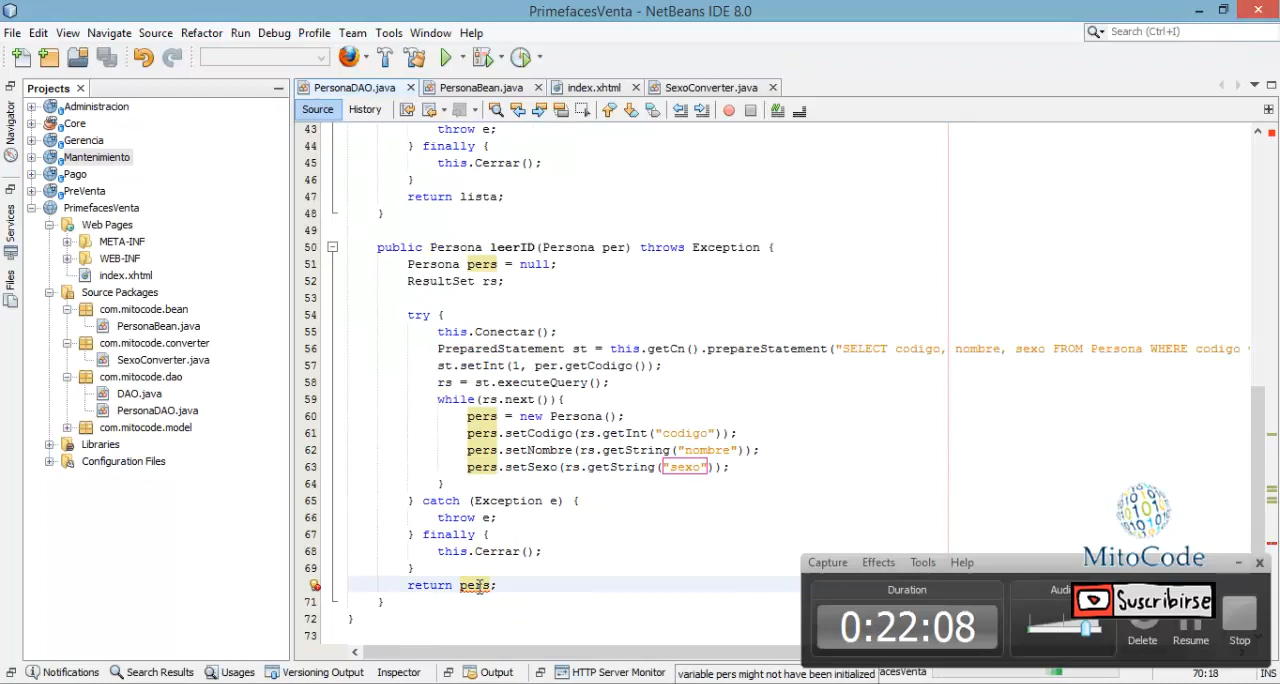 PrimefacesVenta - NetBeans IDE 8.0
File Edit View Navigate Source Refactor Run Debug Profile Team Tools Window Help
Search (Ctrl+I)
Projects
PersonaDAO.java PersonaBean.java index.xhtml SexoConverter.java
Source History
Navigator
Services
Files
Administracion
Core
Gerencia
Mantenimiento
Pago
PreVenta
PrimefacesVenta
Web Pages
META-INF
WEB-INF
index.xhtml
Source Packages
com.mitocode.bean
PersonaBean.java
com.mitocode.converter
SexoConverter.java
com.mitocode.dao
DAO.java
PersonaDAO.java
com.mitocode.model
Libraries
Configuration Files
43 throw e;
44 } finally {
45 this.Cerrar();
46 }
47 return lista;
48 }
49
50 public Persona leerID(Persona per) throws Exception {
51 Persona pers = null;
52 ResultSet rs;
53
54 try {
55 this.Conectar();
56 PreparedStatement st = this.getCn().prepareStatement("SELECT codigo, nombre, sexo FROM Persona WHERE codigo
57 st.setInt(1, per.getCodigo());
58 rs = st.executeQuery();
59 while(rs.next()){
60 pers = new Persona();
61 pers.setCodigo(rs.getInt("codigo"));
62 pers.setNombre(rs.getString("nombre"));
63 pers.setSexo(rs.getString("sexo"));
64 }
65 } catch (Exception e) {
66 throw e;
67 } finally {
68 this.Cerrar();
69 }
return pers;
71 }
72 }
73
MitoCode
Capture Effects Tools Help
Duration
0:22:08
Audi
Suscribirse
Delete Resume Stop
Notifications Search Results Usages Versioning Output Inspector Output HTTP Server Monitor
variable pers might not have been initialized
acesVenta
70:18 INS